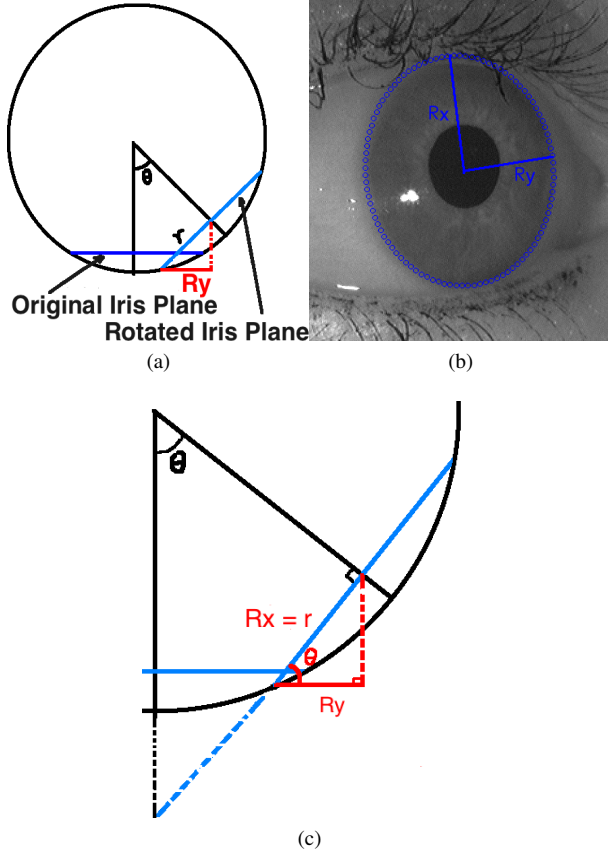 θ
r
Ry
Original Iris Plane
Rotated Iris Plane
(a)
Rx
Ry
(b)
θ
Rx = r
θ
Ry
(c)